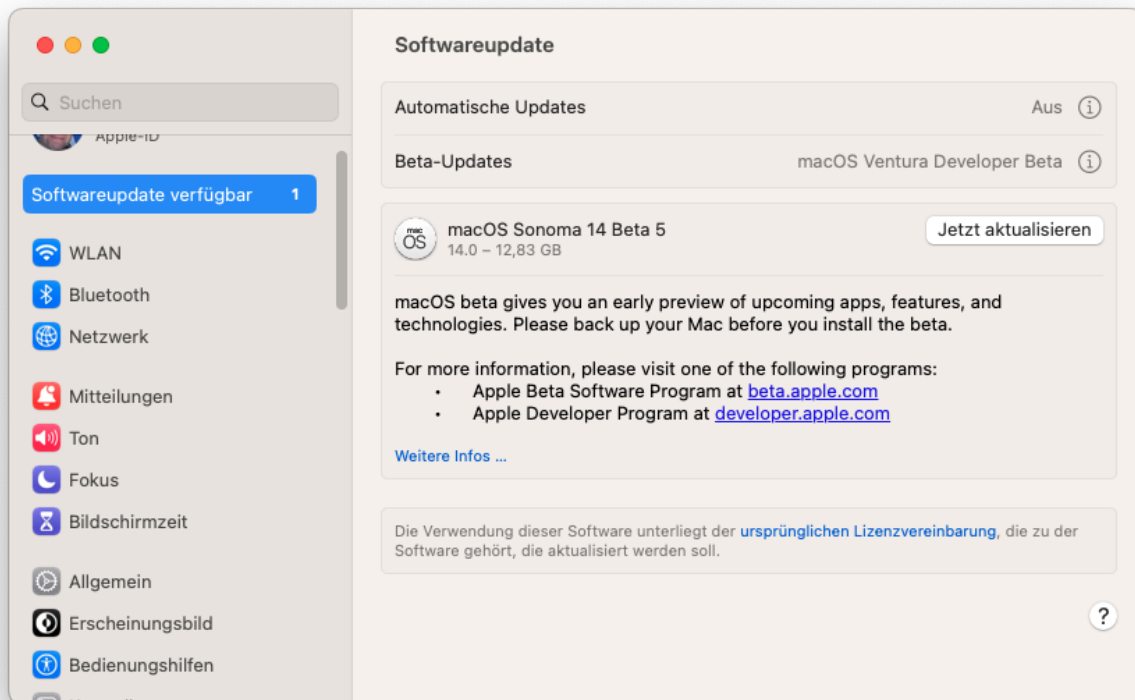 Softwareupdate
Suchen
Apple-ID
Softwareupdate verfügbar 1
WLAN
Bluetooth
Netzwerk
Mitteilungen
Ton
Fokus
Bildschirmzeit
Allgemein
Erscheinungsbild
Bedienungshilfen
Automatische Updates Aus
Beta-Updates macOS Ventura Developer Beta
mac
OS
macOS Sonoma 14 Beta 5
14.0 – 12,83 GB
Jetzt aktualisieren
macOS beta gives you an early preview of upcoming apps, features, and
technologies. Please back up your Mac before you install the beta.
For more information, please visit one of the following programs:
• Apple Beta Software Program at beta.apple.com
• Apple Developer Program at developer.apple.com
Weitere Infos ...
Die Verwendung dieser Software unterliegt der ursprünglichen Lizenzvereinbarung, die zu der
Software gehört, die aktualisiert werden soll.
?